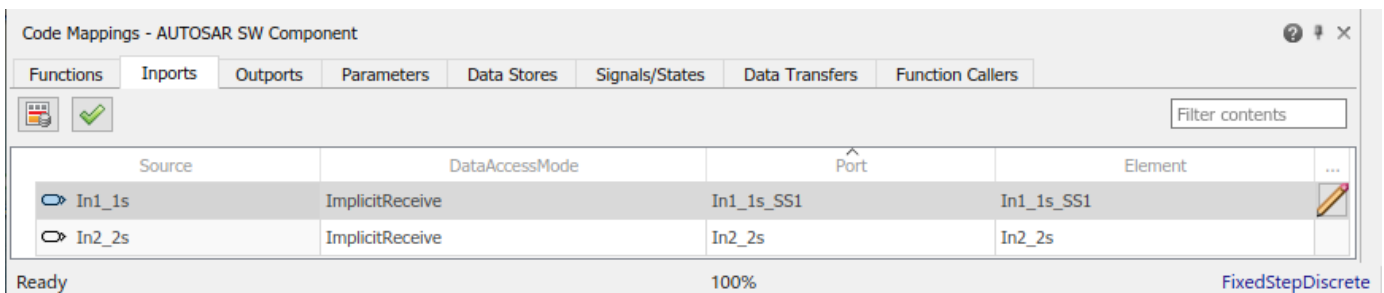 Code Mappings - AUTOSAR SW Component
Functions Inports Outports Parameters Data Stores Signals/States Data Transfers Function Callers
Filter contents
Source DataAccessMode Port Element ...
In1_1s ImplicitReceive In1_1s_SS1 In1_1s_SS1
In2_2s ImplicitReceive In2_2s In2_2s
Ready 100% FixedStepDiscrete